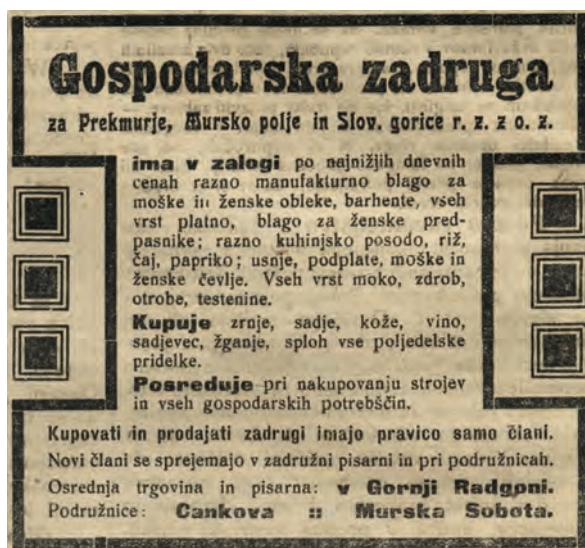 Gospodarska zadruga
za Prekmurje, Mursko polje in Slov. gorice r. z. z o. z.
ima v zalogi po najnižjih dnevnih
cenah razno manufakturno blago za
moške in ženske obleke, barhente, vseh
vrst platno, blago za ženske pred-
pasnike; razno kuhinjsko posodo, riž,
čaj, papriko; usnje, podplate, moške in
ženske čevlje. Vseh vrst moko, zdrob,
otrobe, testenine.
Kupuje zrnje, sadje, kože, vino,
sadjevec, žganje, sploh vse poljedelske
pridelke.
Posreduje pri nakupovanju strojev
in vseh gospodarskih potrebščin.
Kupovati in prodajati zadrugi imajo pravico samo člani.
Novi člani se sprejemajo v zadružni pisarni in pri podružnicah.
Osrednja trgovina in pisarna: v Gornji Radgoni.
Podružnice: Cankova :: Murska Sobota.